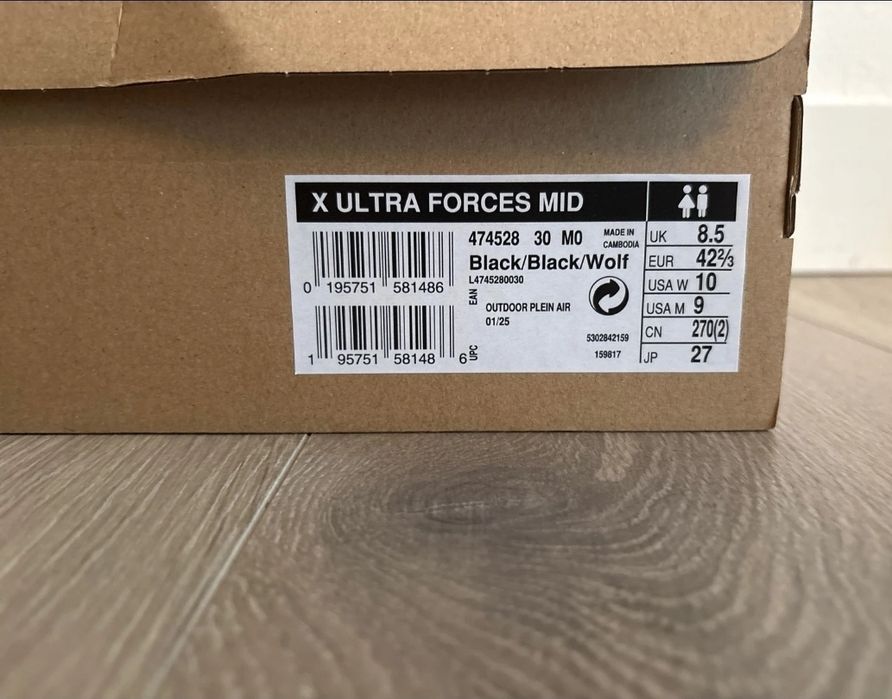 X ULTRA FORCES MID
474528 30 M0
MADE IN
CAMBODIA
Black/Black/Wolf
L4745280030
EAN
0 195751 581486
OUTDOOR PLEIN AIR
01/25
5302842159
159817
UPC
1 95751 58148 6
UK 8.5
EUR 42⅔
USA W 10
USA M 9
CN 270(2)
JP 27